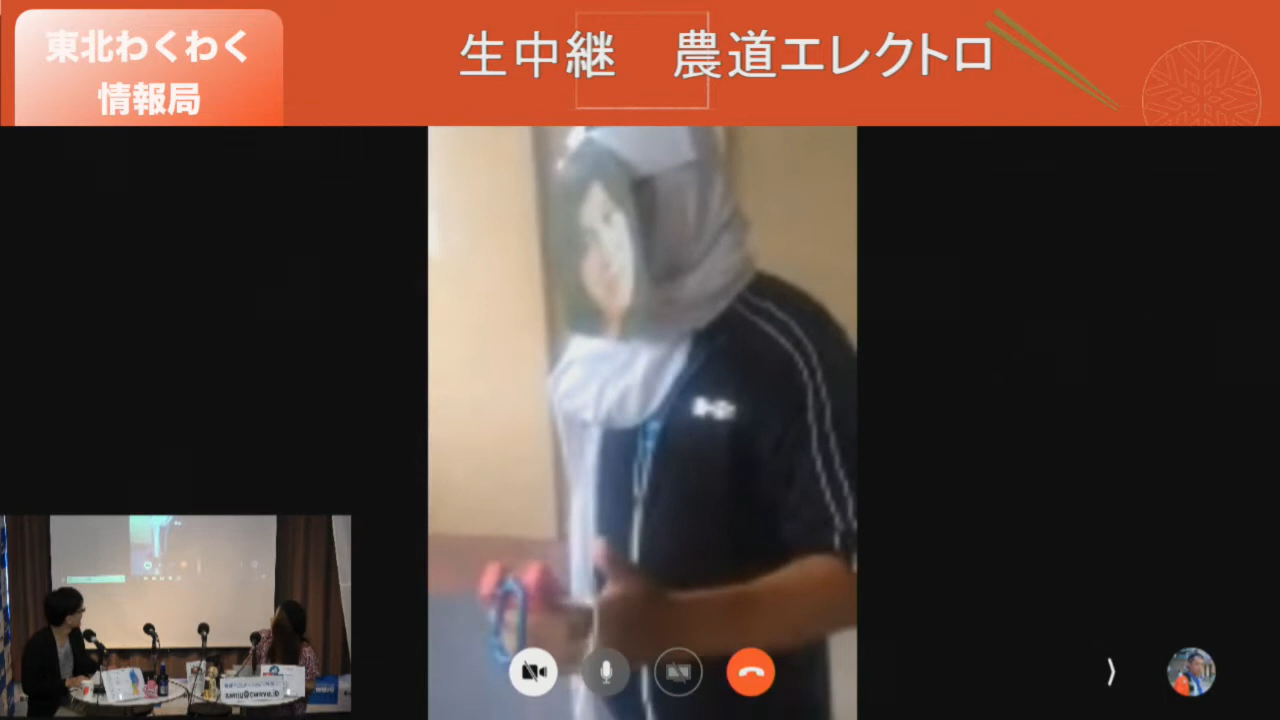 東北わくわく
情報局
生中継　農道エレクトロ